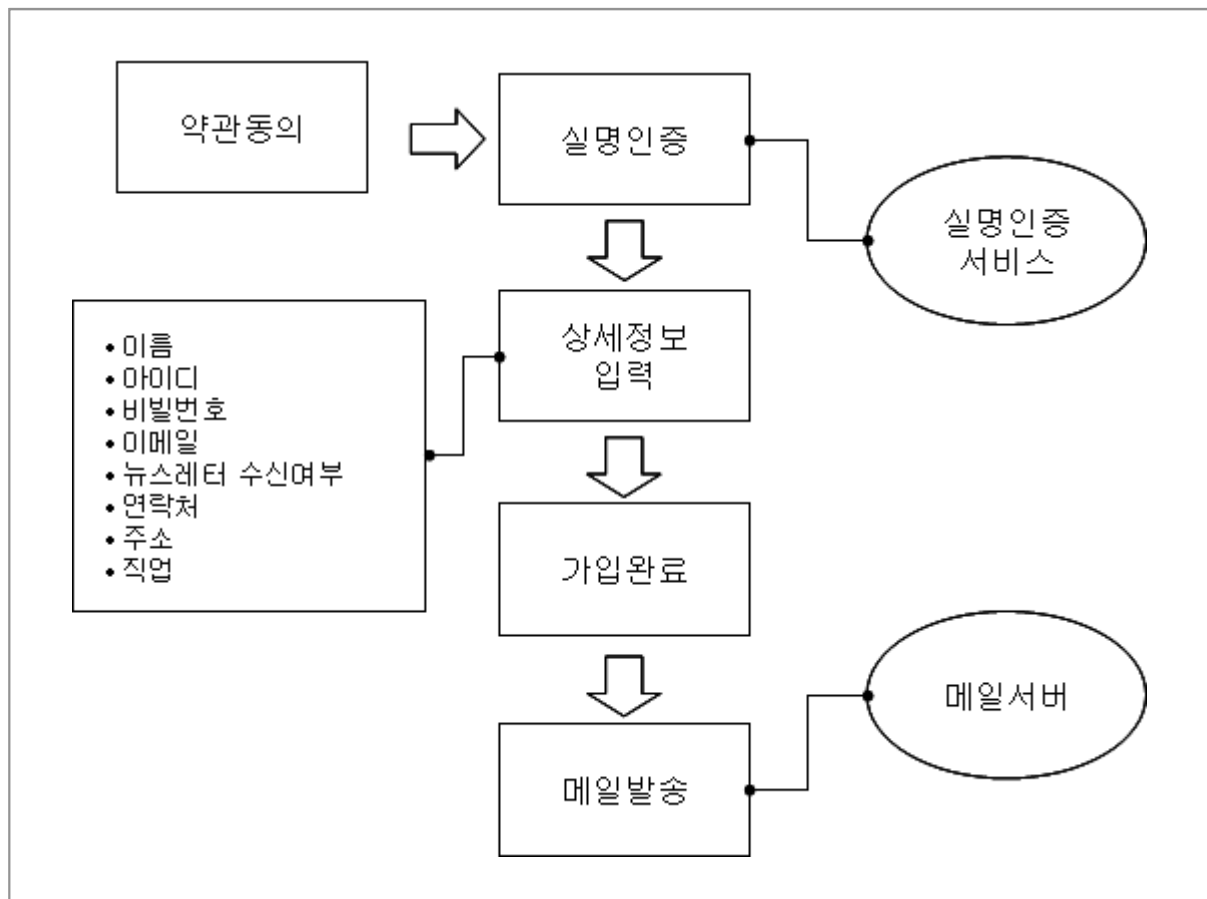 약관동의
실명인증
실명인증
서비스
상세정보
입력
• 이름
• 아이디
• 비빌번호
• 이메일
• 뉴스레터 수신여부
• 연락처
• 주소
• 직업
가입완료
메일서버
메일발송